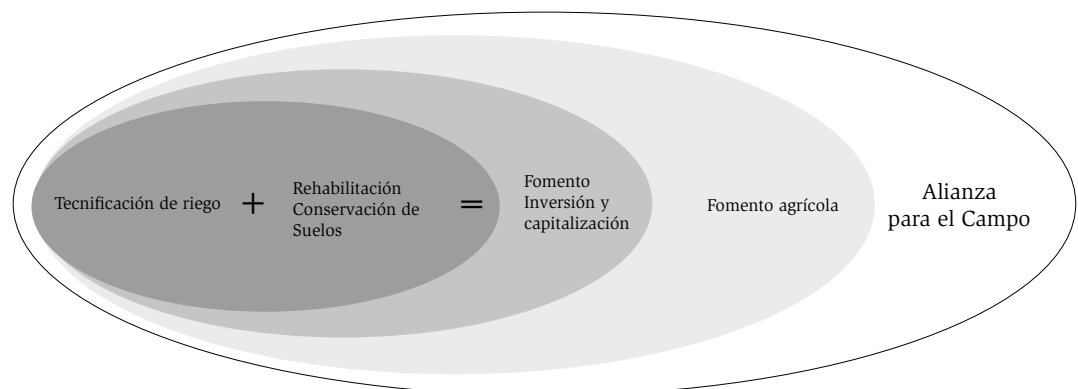 Tecnificación de riego
+
Rehabilitación
Conservación de
Suelos
=
Fomento
Inversión y
capitalización
Fomento agrícola
Alianza
para el Campo